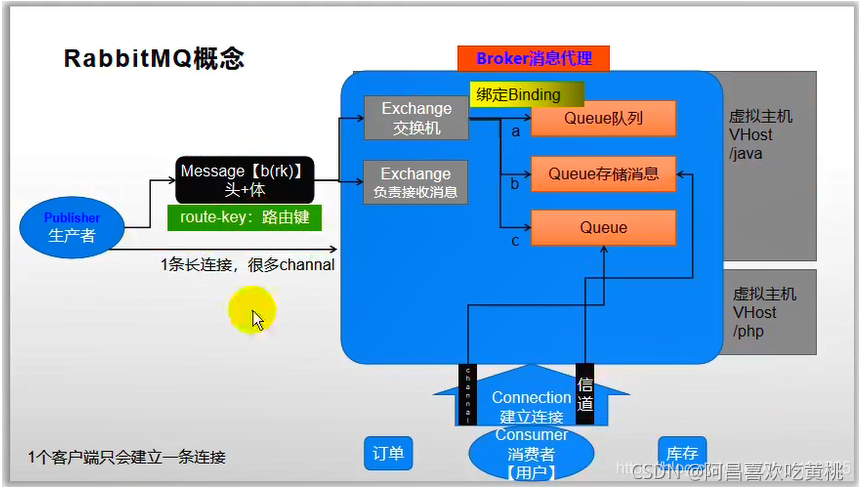 RabbitMQ概念
Broker消息代理
绑定Binding
Exchange
交换机
Queue队列
a
虚拟主机
VHost
/java
Message【b(rk)】
头+体
Exchange
负责接收消息
Queue存储消息
b
route-key：路由键
Publisher
生产者
Queue
c
1条长连接，很多channal
虚拟主机
VHost
/php
channal
信道
Connection
建立连接
Consumer
消费者
【用户】
订单
库存
1个客户端只会建立一条连接
CSDN @阿昌喜欢吃黄桃